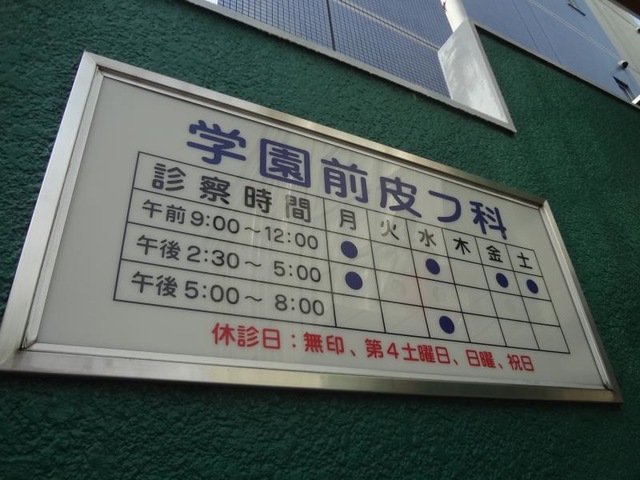 学園前皮フ科
診察時間 月 火 水 木 金 土
午前 9:00～12:00 ● ● ● ●
午後 2:30～ 5:00 ●
午後 5:00～ 8:00 ●
休診日：無印、第4土曜日、日曜、祝日